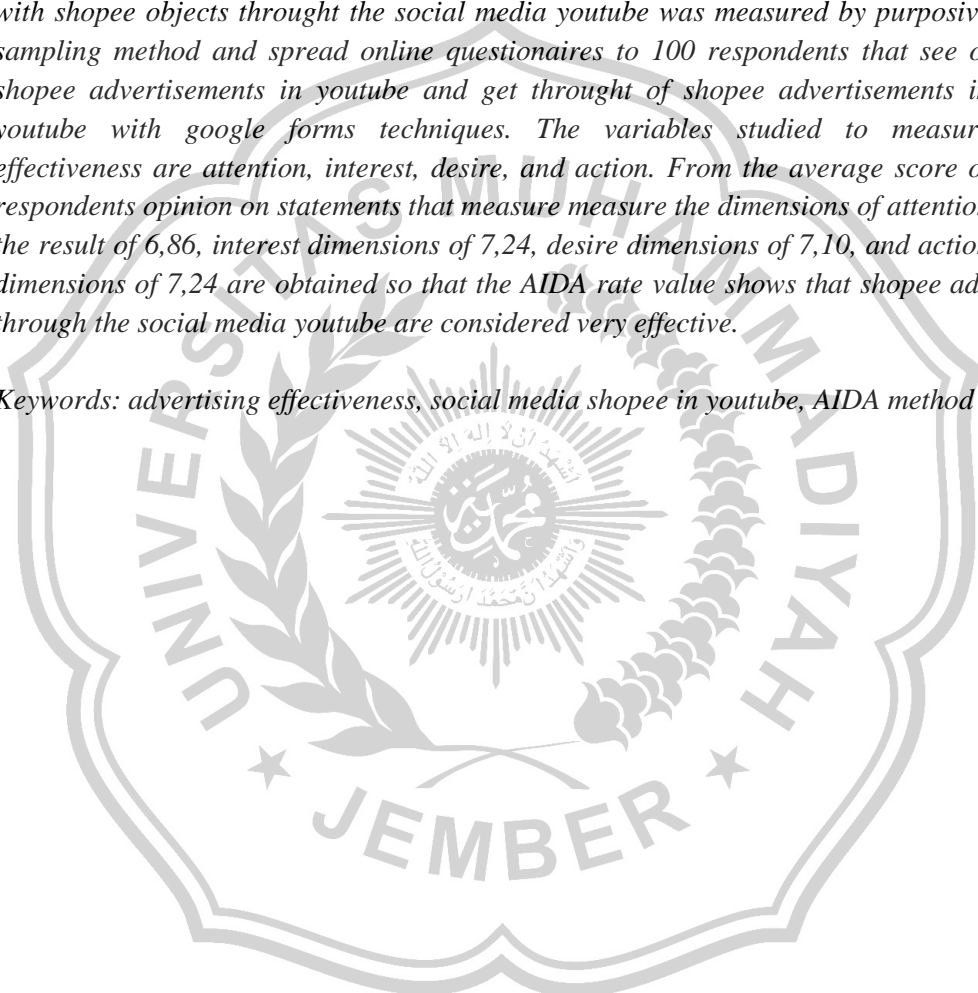 with shopee objects throught the social media youtube was measured by purposiv
sampling method and spread online questionaires to 100 respondents that see o
shopee advertisements in youtube and get throught of shopee advertisements i
youtube with google forms techniques. The variables studied to measur
effectiveness are attention, interest, desire, and action. From the average score o
respondents opinion on statements that measure measure the dimensions of attention
the result of 6,86, interest dimensions of 7,24, desire dimensions of 7,10, and action
dimensions of 7,24 are obtained so that the AIDA rate value shows that shopee ad
through the social media youtube are considered very effective.
Keywords: advertising effectiveness, social media shopee in youtube, AIDA method
UNIVERSITAS MUHAMMADIYAH
JEMBER